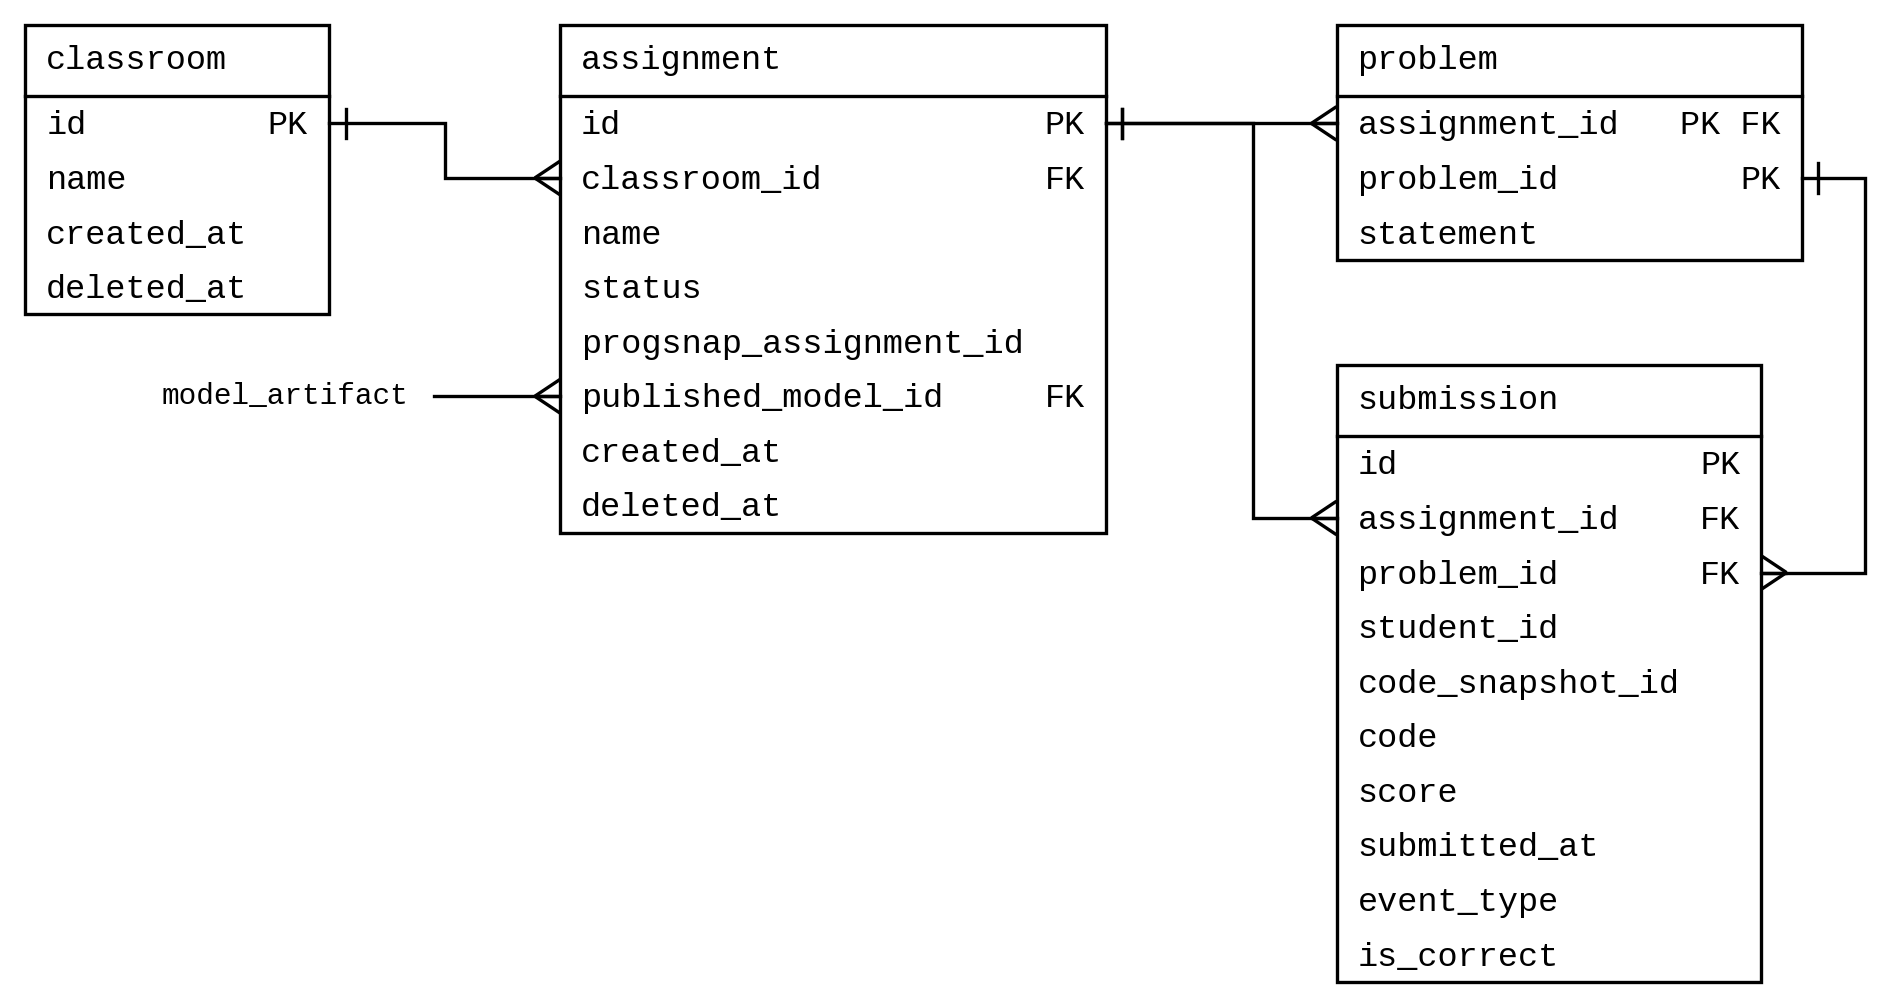 classroom
id PK
name
created_at
deleted_at
model_artifact
assignment
id PK
classroom_id FK
name
status
progsnap_assignment_id
published_model_id FK
created_at
deleted_at
problem
assignment_id PK FK
problem_id PK
statement
submission
id PK
assignment_id FK
problem_id FK
student_id
code_snapshot_id
code
score
submitted_at
event_type
is_correct